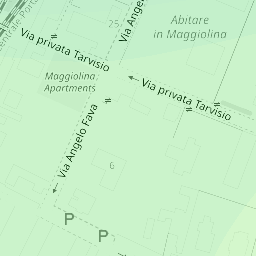 25
Via Angelo
Abitare
in Maggiolina
Via privata Tarvisio
Maggiolina
Apartments
Via privata Tarvisio
Via Angelo Fava
6
P
P